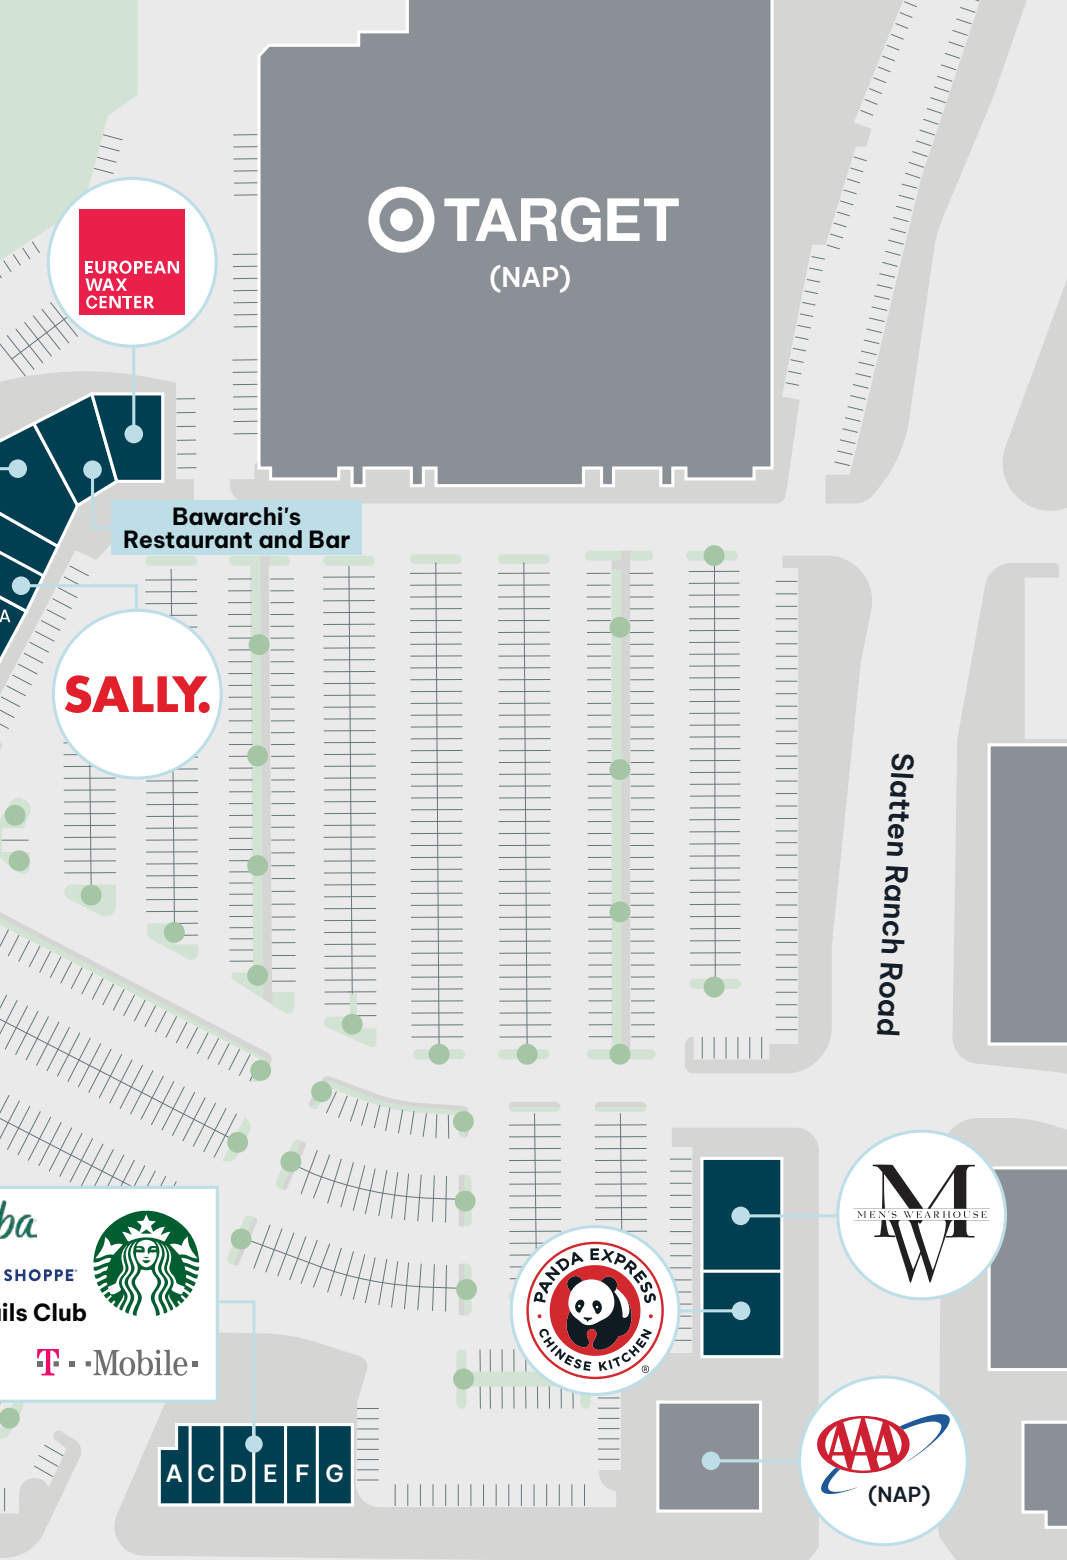 TARGET
(NAP)
EUROPEAN
WAX
CENTER
Bawarchi's
Restaurant and Bar
A
SALLY.
Slatten Ranch Road
M
MEN'S WEARHOUSE
W
PANDA EXPRESS
CHINESE KITCHEN
®
ba
SHOPPE
ils Club
T-Mobile
A C D E F G
AAA
(NAP)